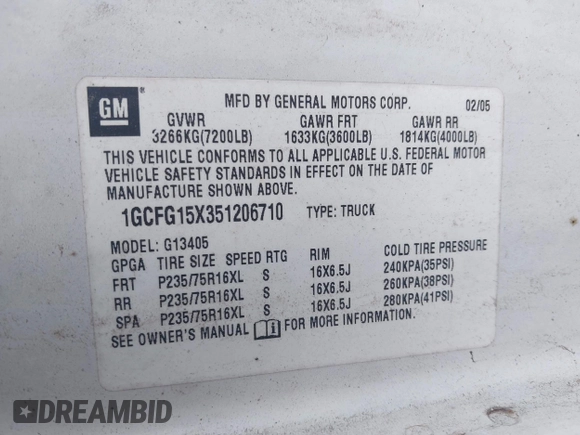 GM
MFD BY GENERAL MOTORS CORP. 02/05
GVWR GAWR FRT GAWR RR
3266KG(7200LB) 1633KG(3600LB) 1814KG(4000LB)
THIS VEHICLE CONFORMS TO ALL APPLICABLE U.S. FEDERAL MOTOR
VEHICLE SAFETY STANDARDS IN EFFECT ON THE DATE OF
MANUFACTURE SHOWN ABOVE.
1GCFG15X351206710 TYPE: TRUCK
MODEL: G13405
GPGA TIRE SIZE SPEED RTG RIM COLD TIRE PRESSURE
FRT P235/75R16XL S 16X6.5J 240KPA(35PSI)
RR P235/75R16XL S 16X6.5J 260KPA(38PSI)
SPA P235/75R16XL S 16X6.5J 280KPA(41PSI)
SEE OWNER'S MANUAL FOR MORE INFORMATION.
DREAMBID